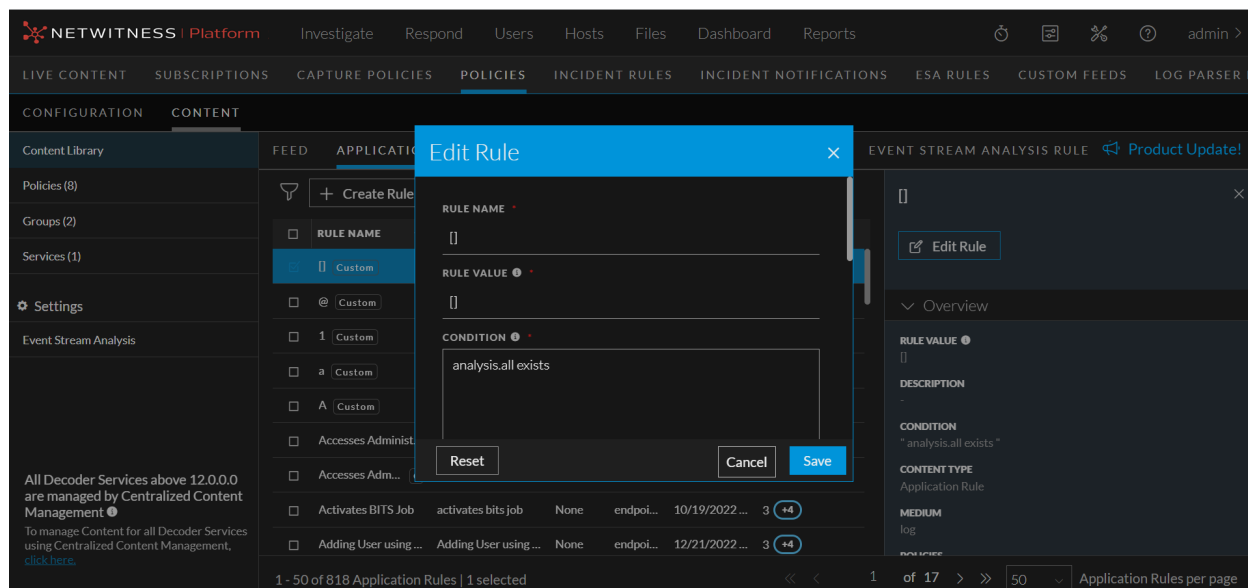 NETWITNESS | Platform
Investigate Respond Users Hosts Files Dashboard Reports admin >
LIVE CONTENT SUBSCRIPTIONS CAPTURE POLICIES POLICIES INCIDENT RULES INCIDENT NOTIFICATIONS ESA RULES CUSTOM FEEDS LOG PARSER
CONFIGURATION CONTENT
Content Library
Policies (8)
Groups (2)
Services (1)
Settings
Event Stream Analysis
All Decoder Services above 12.0.0.0
are managed by Centralized Content
Management
To manage Content for all Decoder Services
using Centralized Content Management,
click here.
FEED APPLICATI EVENT STREAM ANALYSIS RULE Product Update!
+ Create Rule
RULE NAME
[] Custom
@ Custom
1 Custom
a Custom
A Custom
Accesses Administ...
Accesses Adm...
Activates BITS Job activates bits job None endpoi... 10/19/2022 ... 3 +4
Adding User using ... Adding User using ... None endpoi... 12/21/2022 ... 3 +4
1 - 50 of 818 Application Rules | 1 selected
<< < 1 of 17 > >> 50 Application Rules per page
Edit Rule
RULE NAME *
[]
RULE VALUE *
[]
CONDITION *
analysis.all exists
Reset Cancel Save
[]
Edit Rule
Overview
RULE VALUE
[]
DESCRIPTION
-
CONDITION
" analysis.all exists "
CONTENT TYPE
Application Rule
MEDIUM
log
POLICIES